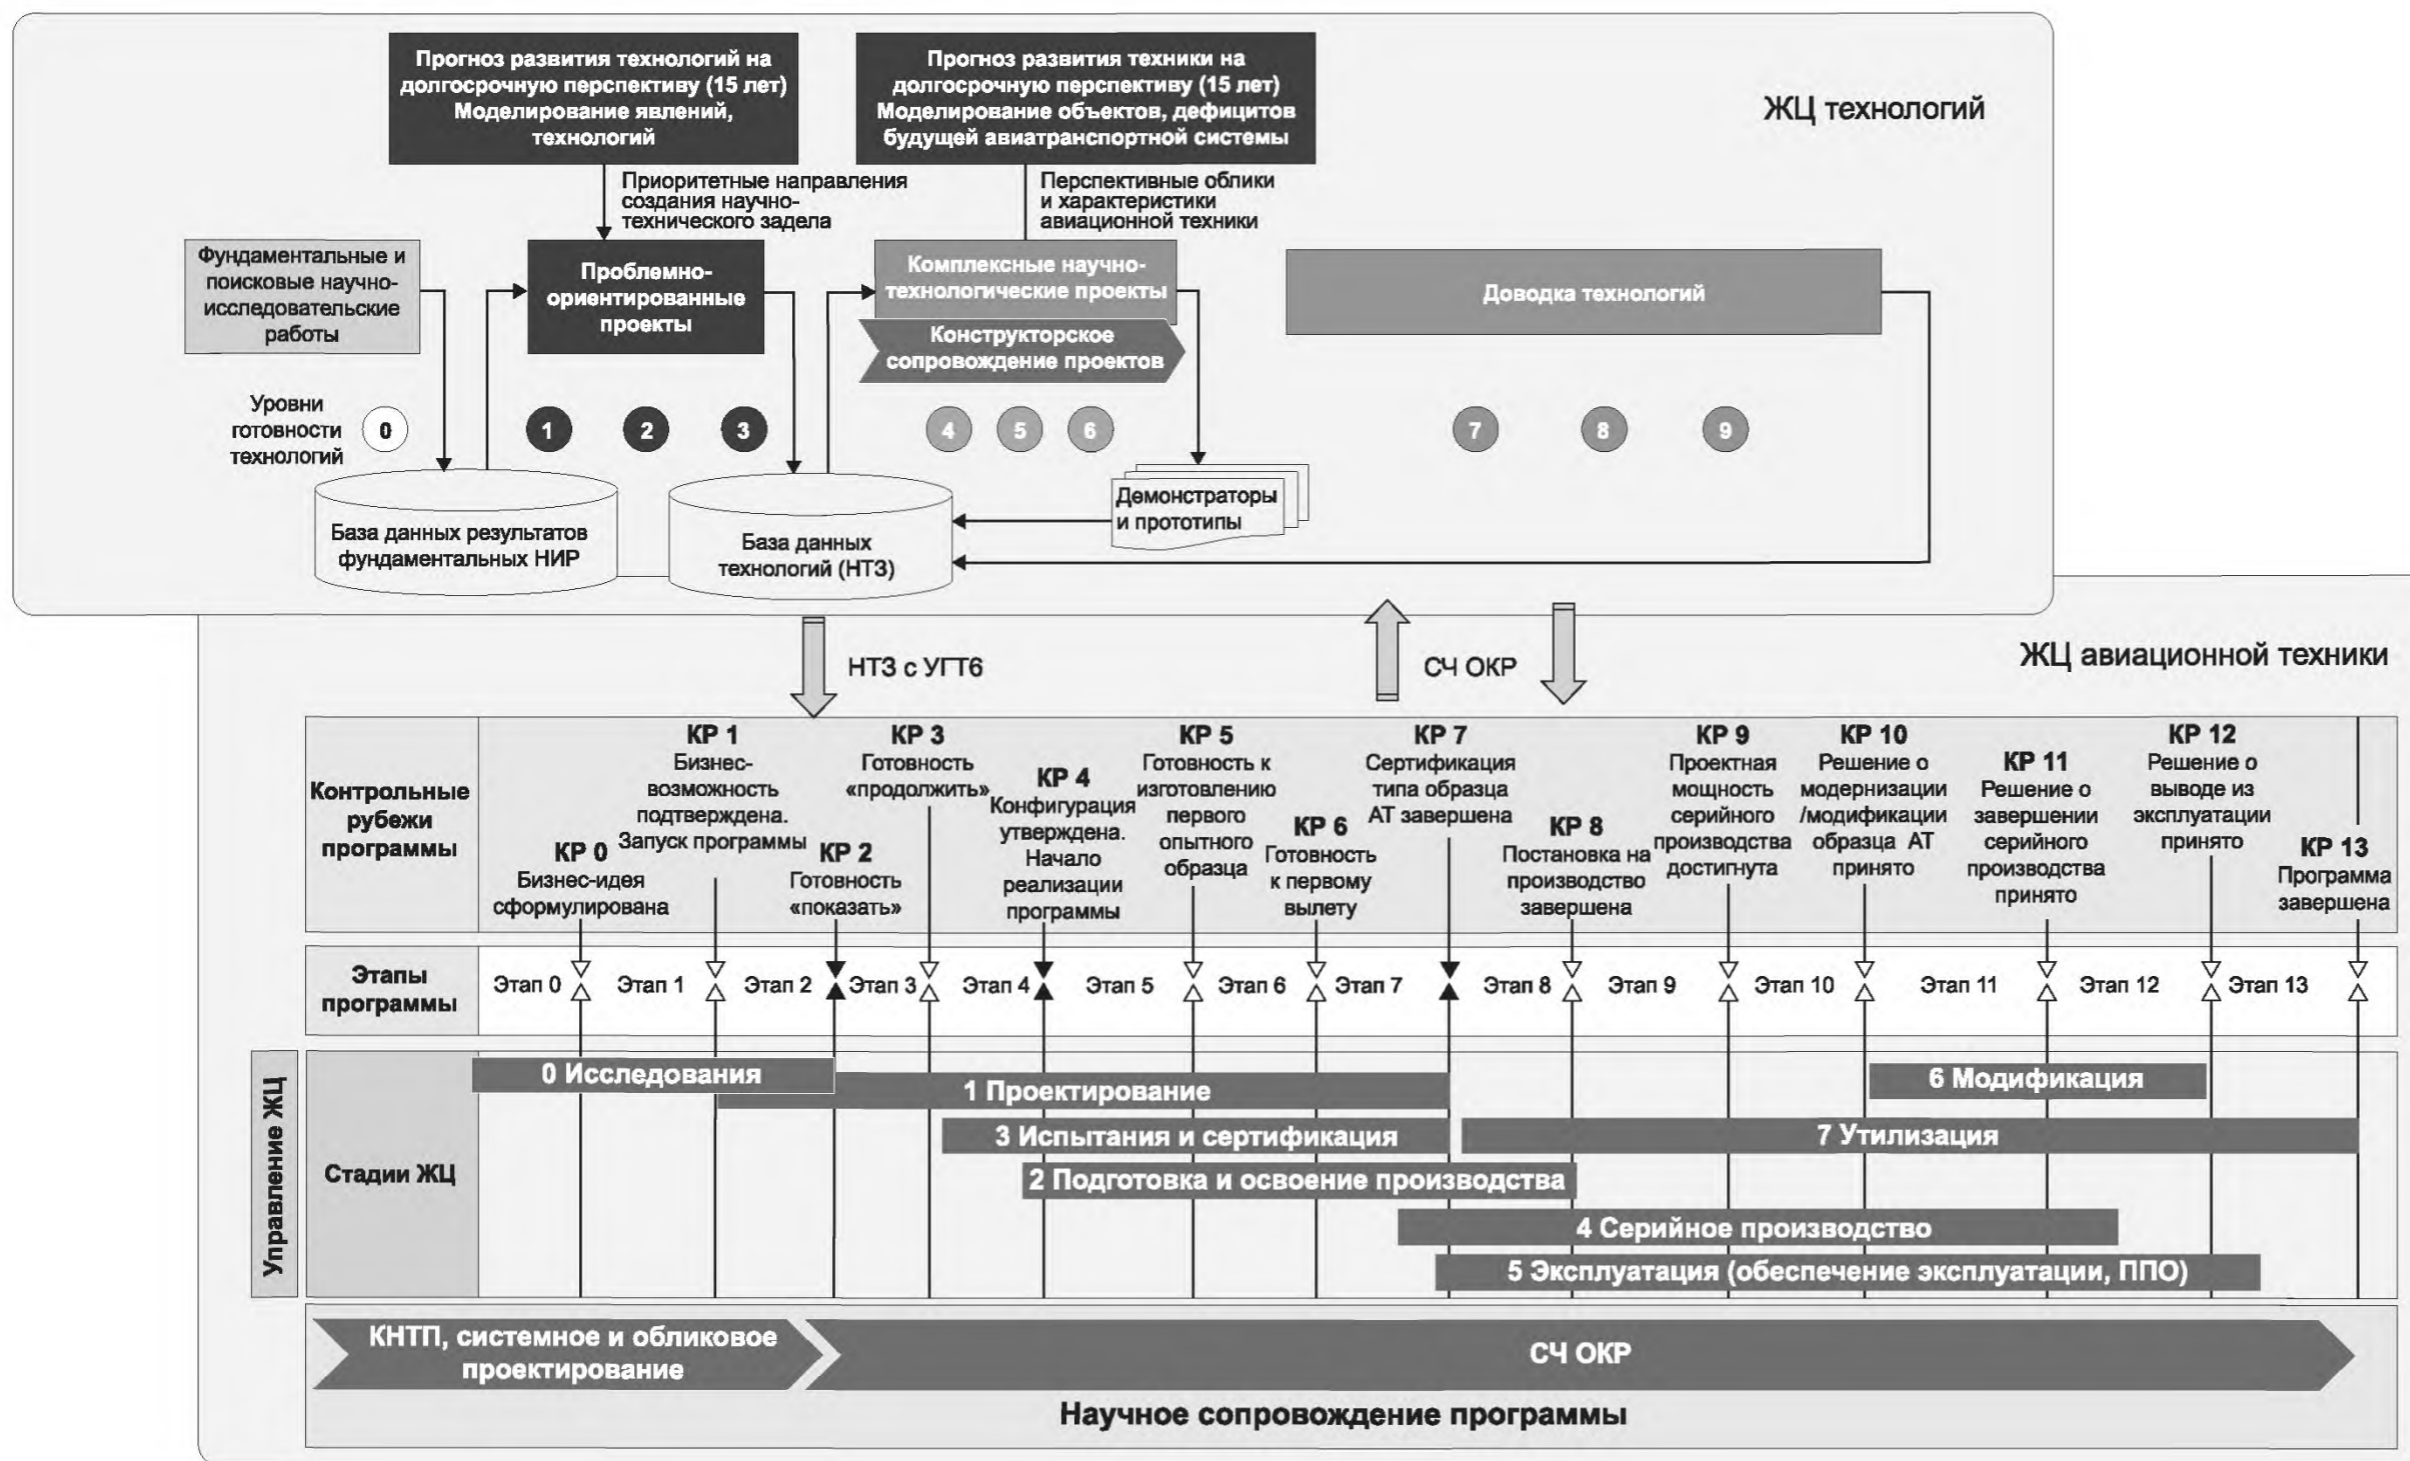 Прогноз развития технологий на
долгосрочную перспективу (15 лет)
Моделирование явлений,
технологий
Прогноз развития техники на
долгосрочную перспективу (15 лет)
Моделирование объектов, дефицитов
будущей авиатранспортной системы
ЖЦ технологий
Приоритетные направления
создания научно-
технического задела
Перспективные облики
и характеристики
авиационной техники
Фундаментальные и
поисковые научно-
исследовательские
работы
Проблемно-
ориентированные
проекты
Комплексные научно-
технологические проекты
Конструкторское
сопровождение проектов
Доводка технологий
Уровни
готовности
технологий
0
1
2
3
4
5
6
7
8
9
База данных результатов
фундаментальных НИР
База данных
технологий (НТЗ)
Демонстраторы
и прототипы
НТЗ с УГТ6
СЧ ОКР
ЖЦ авиационной техники
Контрольные
рубежи
программы
КР 0
Бизнес-идея
сформулирована
КР 1
Бизнес-
возможность
подтверждена.
Запуск программы
КР 2
Готовность
«показать»
КР 3
Готовность
«продолжить»
КР 4
Конфигурация
утверждена.
Начало
реализации
программы
КР 5
Готовность к
изготовлению
первого
опытного
образца
КР 6
Готовность
к первому
вылету
КР 7
Сертификация
типа образца
АТ завершена
КР 8
Постановка на
производство
завершена
КР 9
Проектная
мощность
серийного
производства
достигнута
КР 10
Решение о
модернизации
/модификации
образца АТ
принято
КР 11
Решение о
завершении
серийного
производства
принято
КР 12
Решение о
выводе из
эксплуатации
принято
КР 13
Программа
завершена
Этапы
программы
Этап 0
Этап 1
Этап 2
Этап 3
Этап 4
Этап 5
Этап 6
Этап 7
Этап 8
Этап 9
Этап 10
Этап 11
Этап 12
Этап 13
Управление ЖЦ
Стадии ЖЦ
0 Исследования
1 Проектирование
6 Модификация
3 Испытания и сертификация
7 Утилизация
2 Подготовка и освоение производства
4 Серийное производство
5 Эксплуатация (обеспечение эксплуатации, ППО)
КНТП, системное и обликовое
проектирование
СЧ ОКР
Научное сопровождение программы